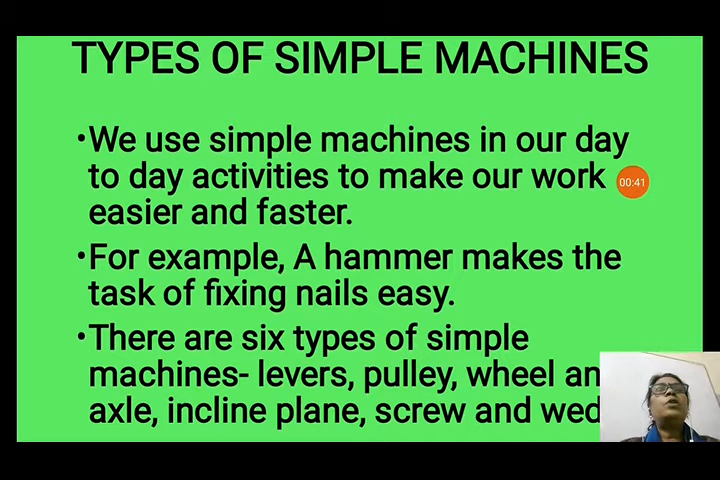 TYPES OF SIMPLE MACHINES
•We use simple machines in our day
to day activities to make our work
00:41
easier and faster.
•For example, A hammer makes the
task of fixing nails easy.
•There are six types of simple
machines- levers, pulley, wheel an
axle, incline plane, screw and wed